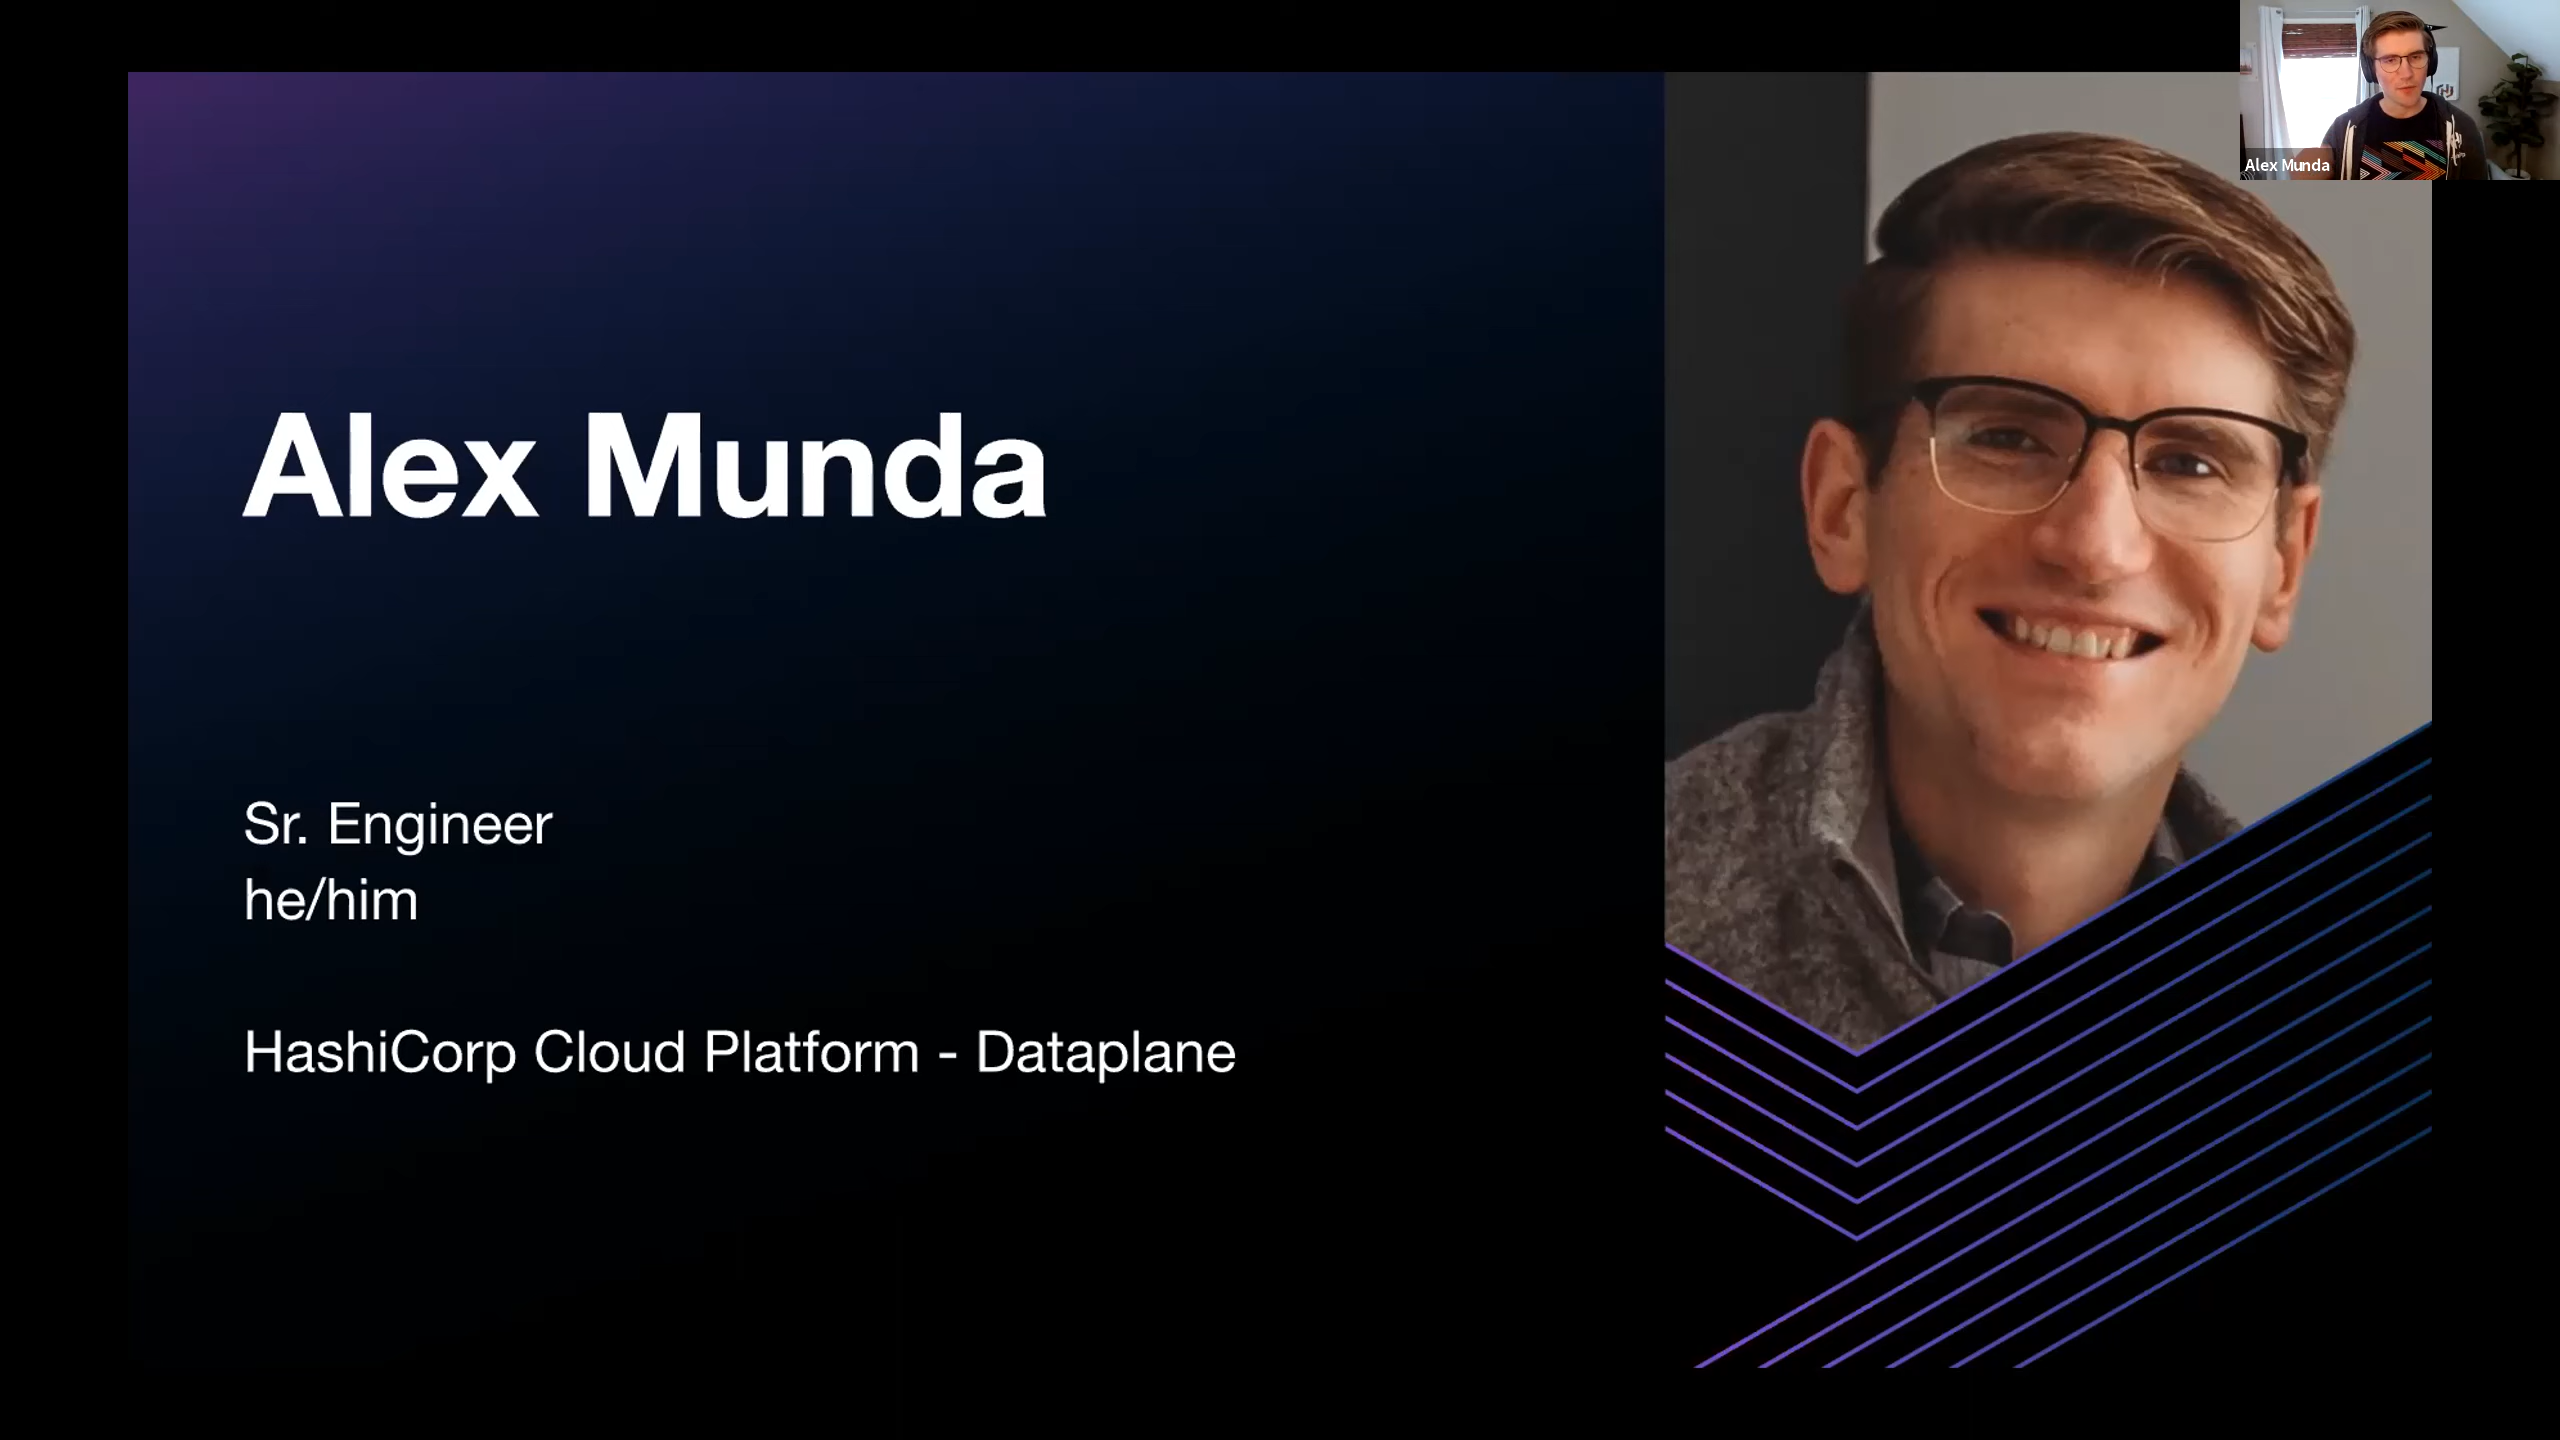 Alex Munda
Alex Munda
Sr. Engineer
he/him
HashiCorp Cloud Platform - Dataplane